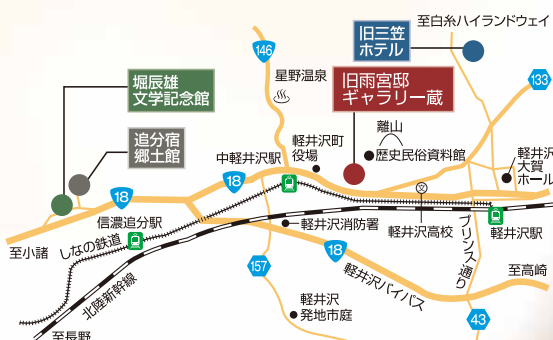 至白糸ハイランドウェイ
旧三笠
ホテル
146
星野温泉
旧雨宮邸
ギャラリー蔵
133
堀辰雄
文学記念館
離山
歴史民俗資料館
軽井沢町
役場
軽井沢
大賀
ホール
追分宿
郷土館
中軽井沢駅
18
18
文
信濃追分駅
軽井沢消防署
軽井沢高校
軽井沢駅
プリンス通り
至小諸
しなの鉄道
18
軽井沢バイパス
157
至高崎
北陸新幹線
軽井沢
発地市庭
43
至長野